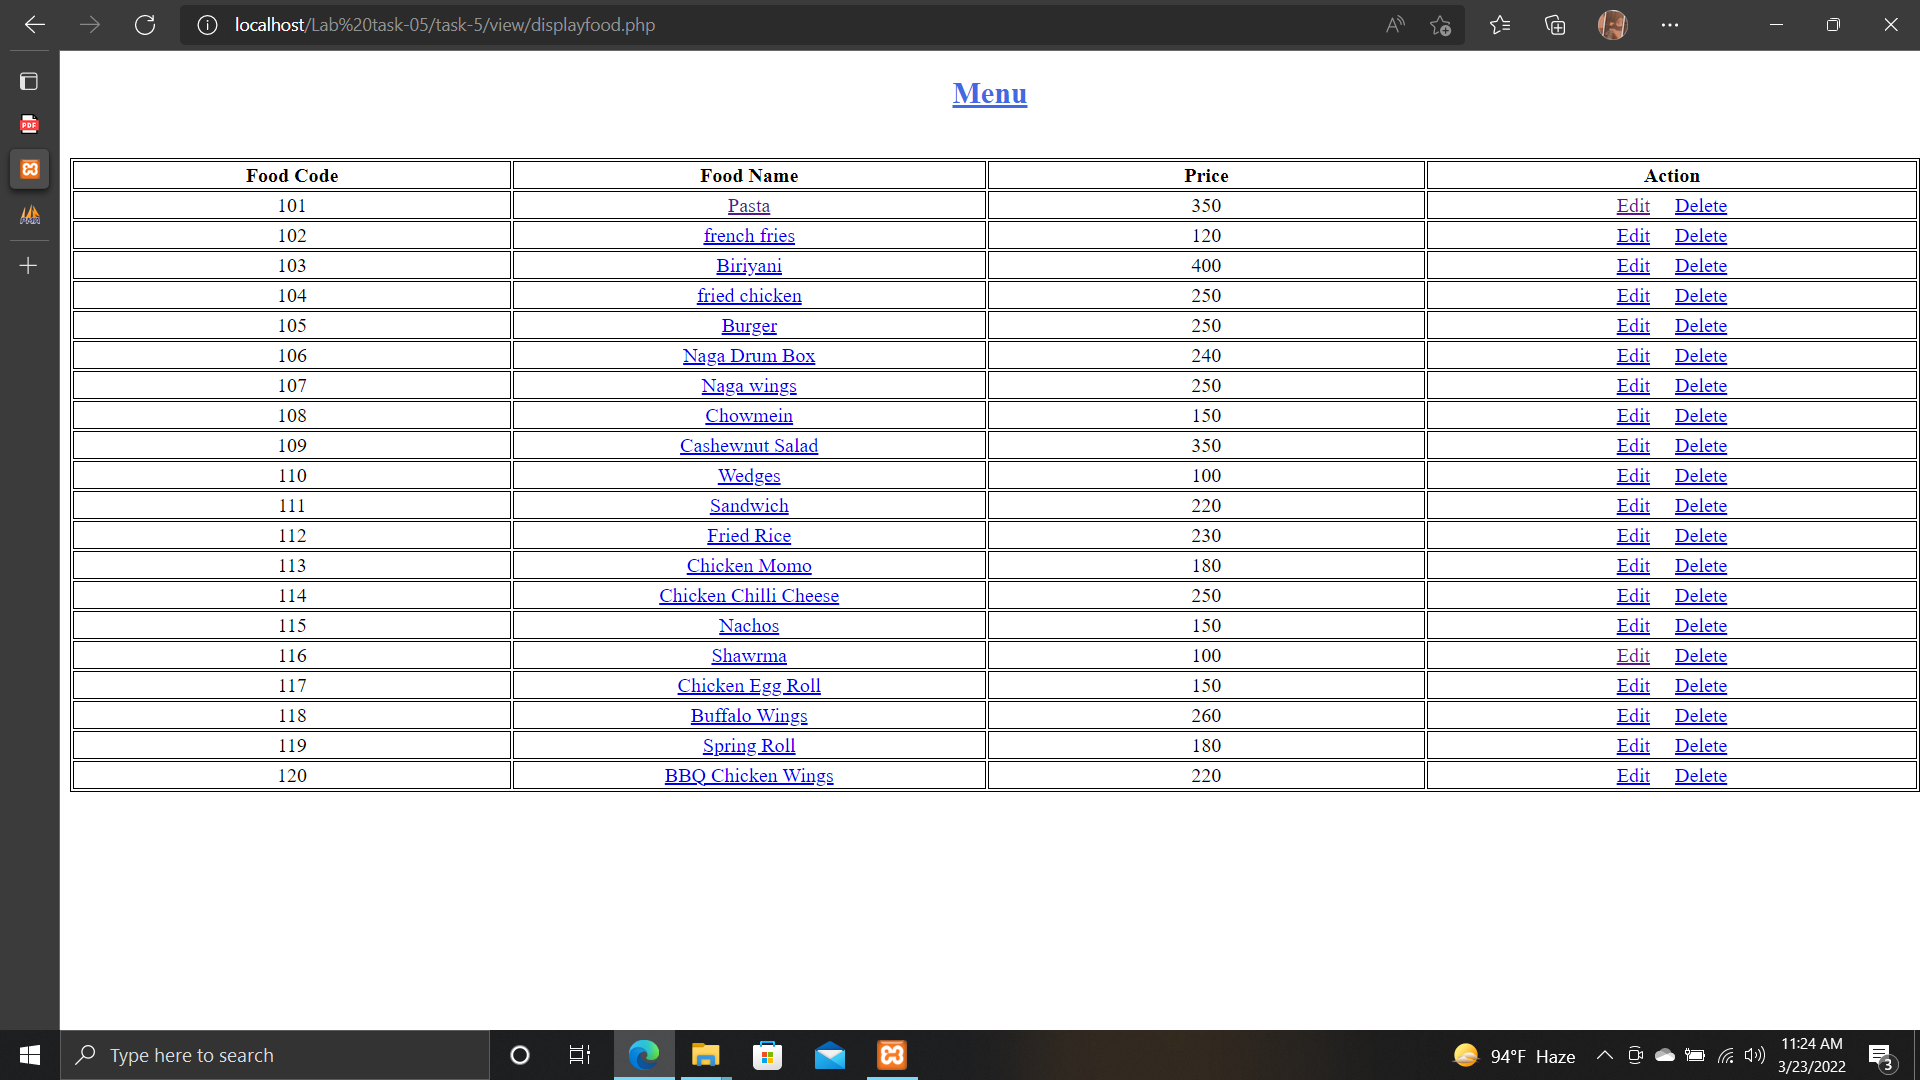 localhost/Lab%20task-05/task-5/view/displayfood.php
Menu
Food Code Food Name Price Action
101 Pasta 350 Edit Delete
102 french fries 120 Edit Delete
103 Biriyani 400 Edit Delete
104 fried chicken 250 Edit Delete
105 Burger 250 Edit Delete
106 Naga Drum Box 240 Edit Delete
107 Naga wings 250 Edit Delete
108 Chowmein 150 Edit Delete
109 Cashewnut Salad 350 Edit Delete
110 Wedges 100 Edit Delete
111 Sandwich 220 Edit Delete
112 Fried Rice 230 Edit Delete
113 Chicken Momo 180 Edit Delete
114 Chicken Chilli Cheese 250 Edit Delete
115 Nachos 150 Edit Delete
116 Shawrma 100 Edit Delete
117 Chicken Egg Roll 150 Edit Delete
118 Buffalo Wings 260 Edit Delete
119 Spring Roll 180 Edit Delete
120 BBQ Chicken Wings 220 Edit Delete
PDF
PMA
Type here to search
94°F Haze
11:24 AM
3/23/2022
3